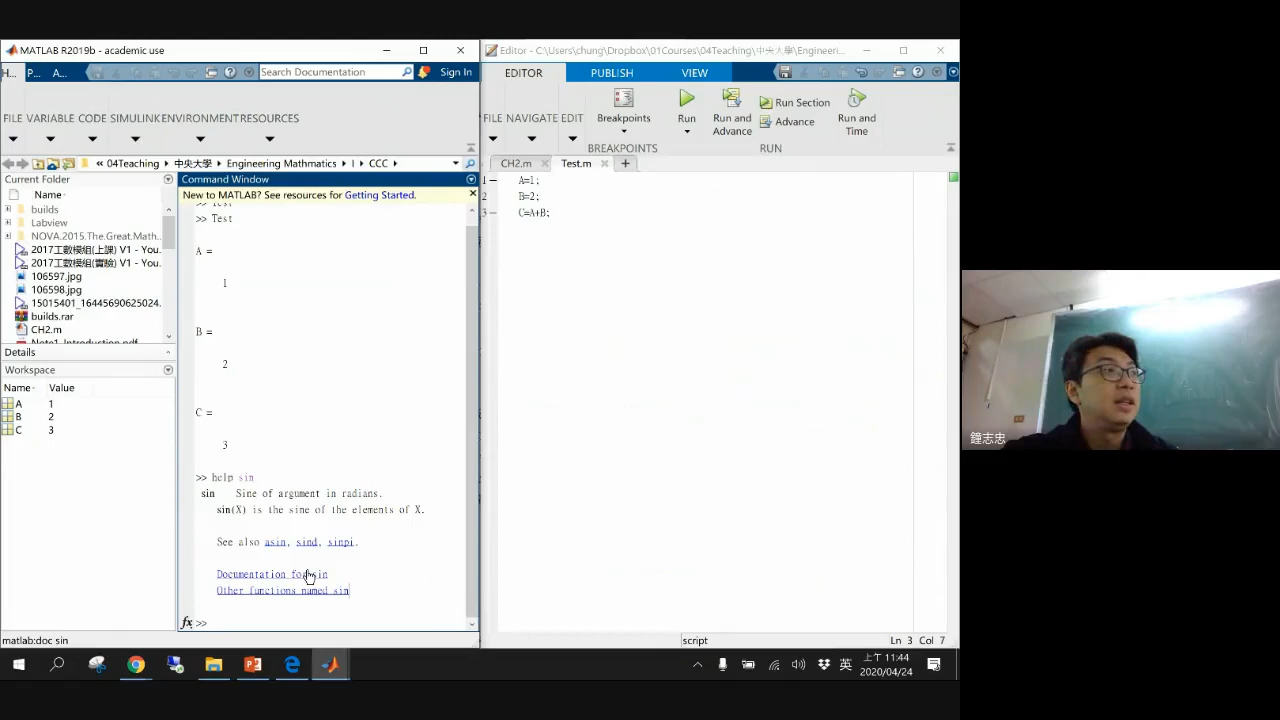 MATLAB R2019b - academic use
H... P... A...
Search Documentation
Sign In
FILE VARIABLE CODE SIMULINK ENVIRONMENT RESOURCES
« 04Teaching ▸ 中央大學 ▸ Engineering Mathematics ▸ I ▸ CCC ▸
Current Folder
Name
builds
Labview
NOVA.2015.The.Great.Math...
2017工數模組(上課) V1 - You...
2017工數模組(實驗) V1 - You...
106597.jpg
106598.jpg
15015401_16445690625024...
builds.rar
CH2.m
Note1_Introduction.pdf
Details
Workspace
Name Value
A 1
B 2
C 3
Command Window
New to MATLAB? See resources for Getting Started.
>> Test
>> Test
A =
1
B =
2
C =
3
>> help sin
sin Sine of argument in radians.
sin(X) is the sine of the elements of X.
See also asin, sind, sinpi.
Documentation for sin
Other functions named sin
fx >>
matlab:doc sin
Editor - C:\Users\chung\Dropbox\01Courses\04Teaching\中央大學\Engineeri...
EDITOR PUBLISH VIEW
FILE NAVIGATE EDIT
Breakpoints
Run
Run and Advance
Run Section
Advance
Run and Time
BREAKPOINTS
RUN
CH2.m Test.m
1 A=1;
2 B=2;
3 C=A+B;
script
Ln 3 Col 7
英
上午 11:44
2020/04/24
鐘志忠